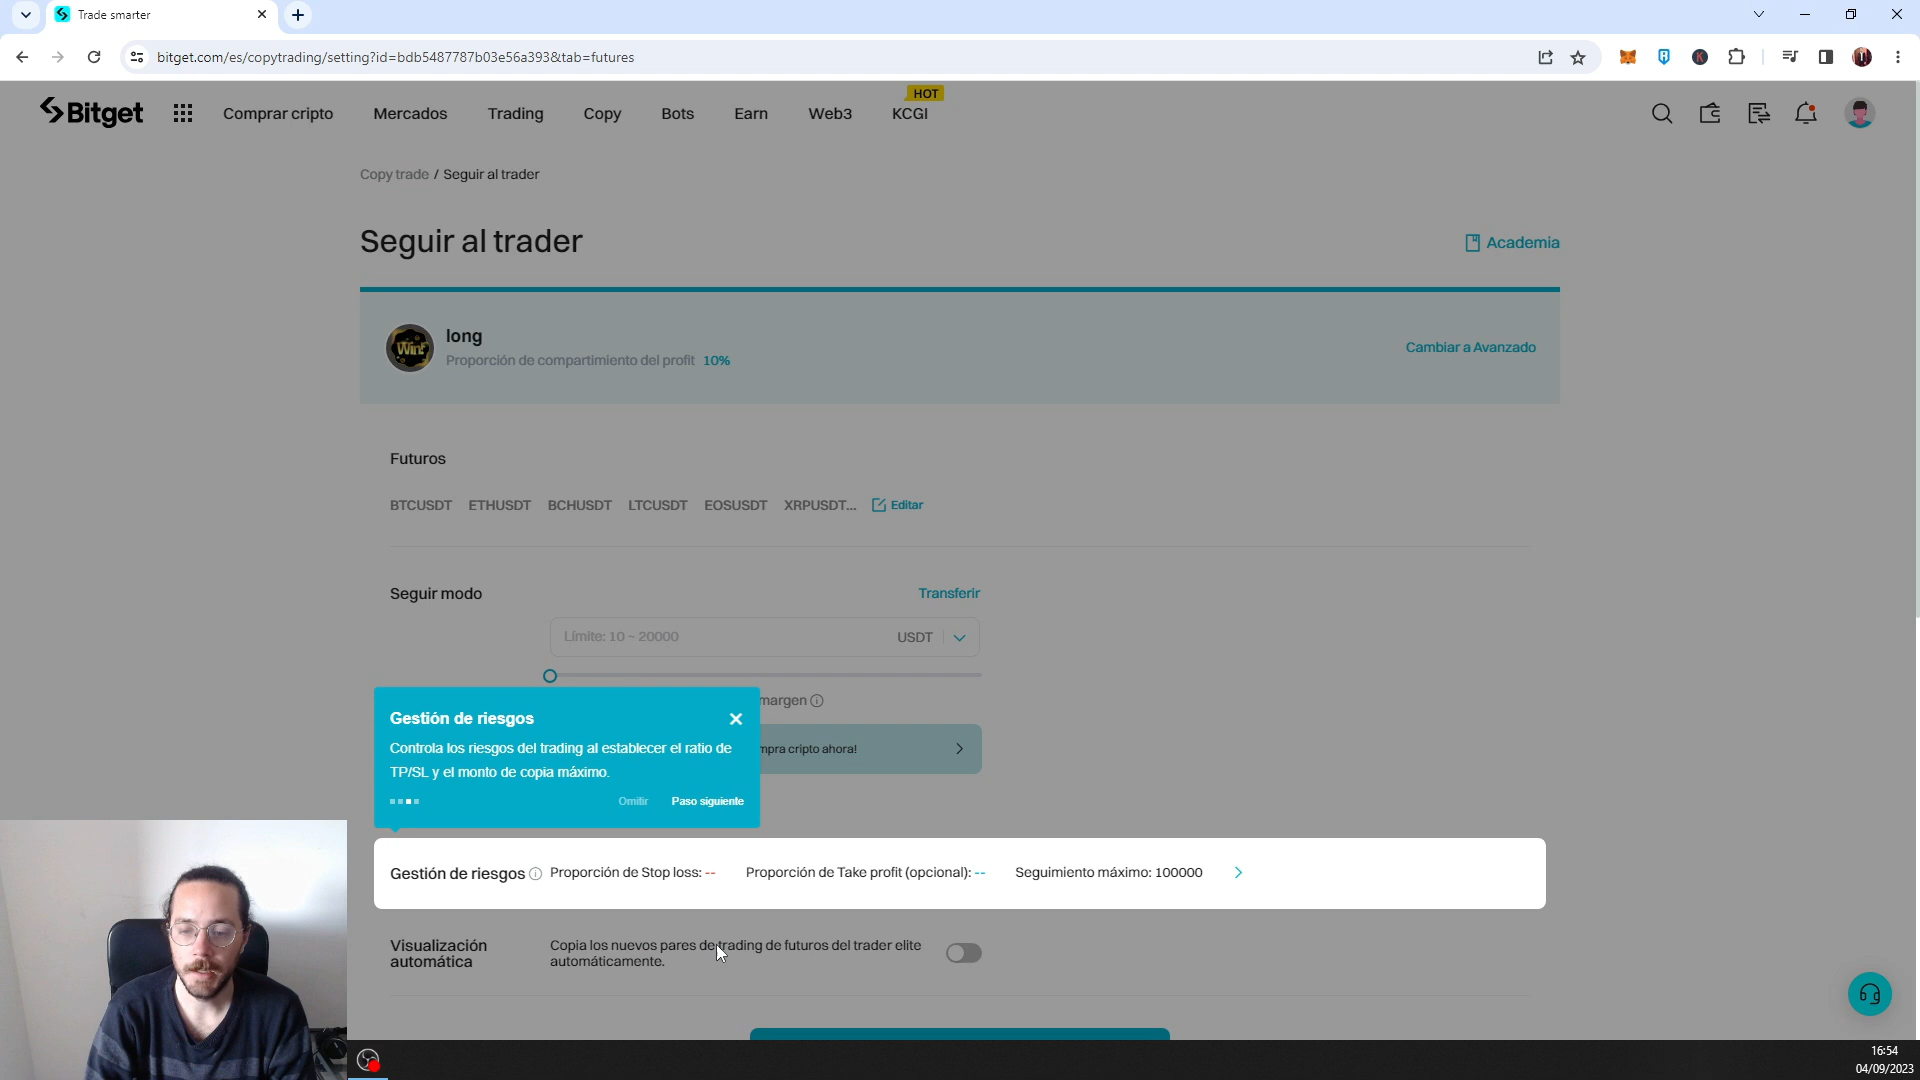 Trade smarter
bitget.com/es/copytrading/setting?id=bdb5487787b03e56a393&tab=futures
Bitget
Comprar cripto
Mercados
Trading
Copy
Bots
Earn
Web3
KCGI
HOT
Copy trade / Seguir al trader
Seguir al trader
Academia
Win!
long
Proporción de compartimiento del profit 10%
Cambiar a Avanzado
Futuros
BTCUSDT ETHUSDT BCHUSDT LTCUSDT EOSUSDT XRPUSDT... Editar
Seguir modo
Transferir
Límite: 10 ~ 20000
USDT
margen
mpra cripto ahora!
Gestión de riesgos
Controla los riesgos del trading al establecer el ratio de
TP/SL y el monto de copia máximo.
Omitir
Paso siguiente
Gestión de riesgos
Proporción de Stop loss: --
Proporción de Take profit (opcional): --
Seguimiento máximo: 100000
Visualización
automática
Copia los nuevos pares de trading de futuros del trader elite
automáticamente.
16:54
04/09/2023